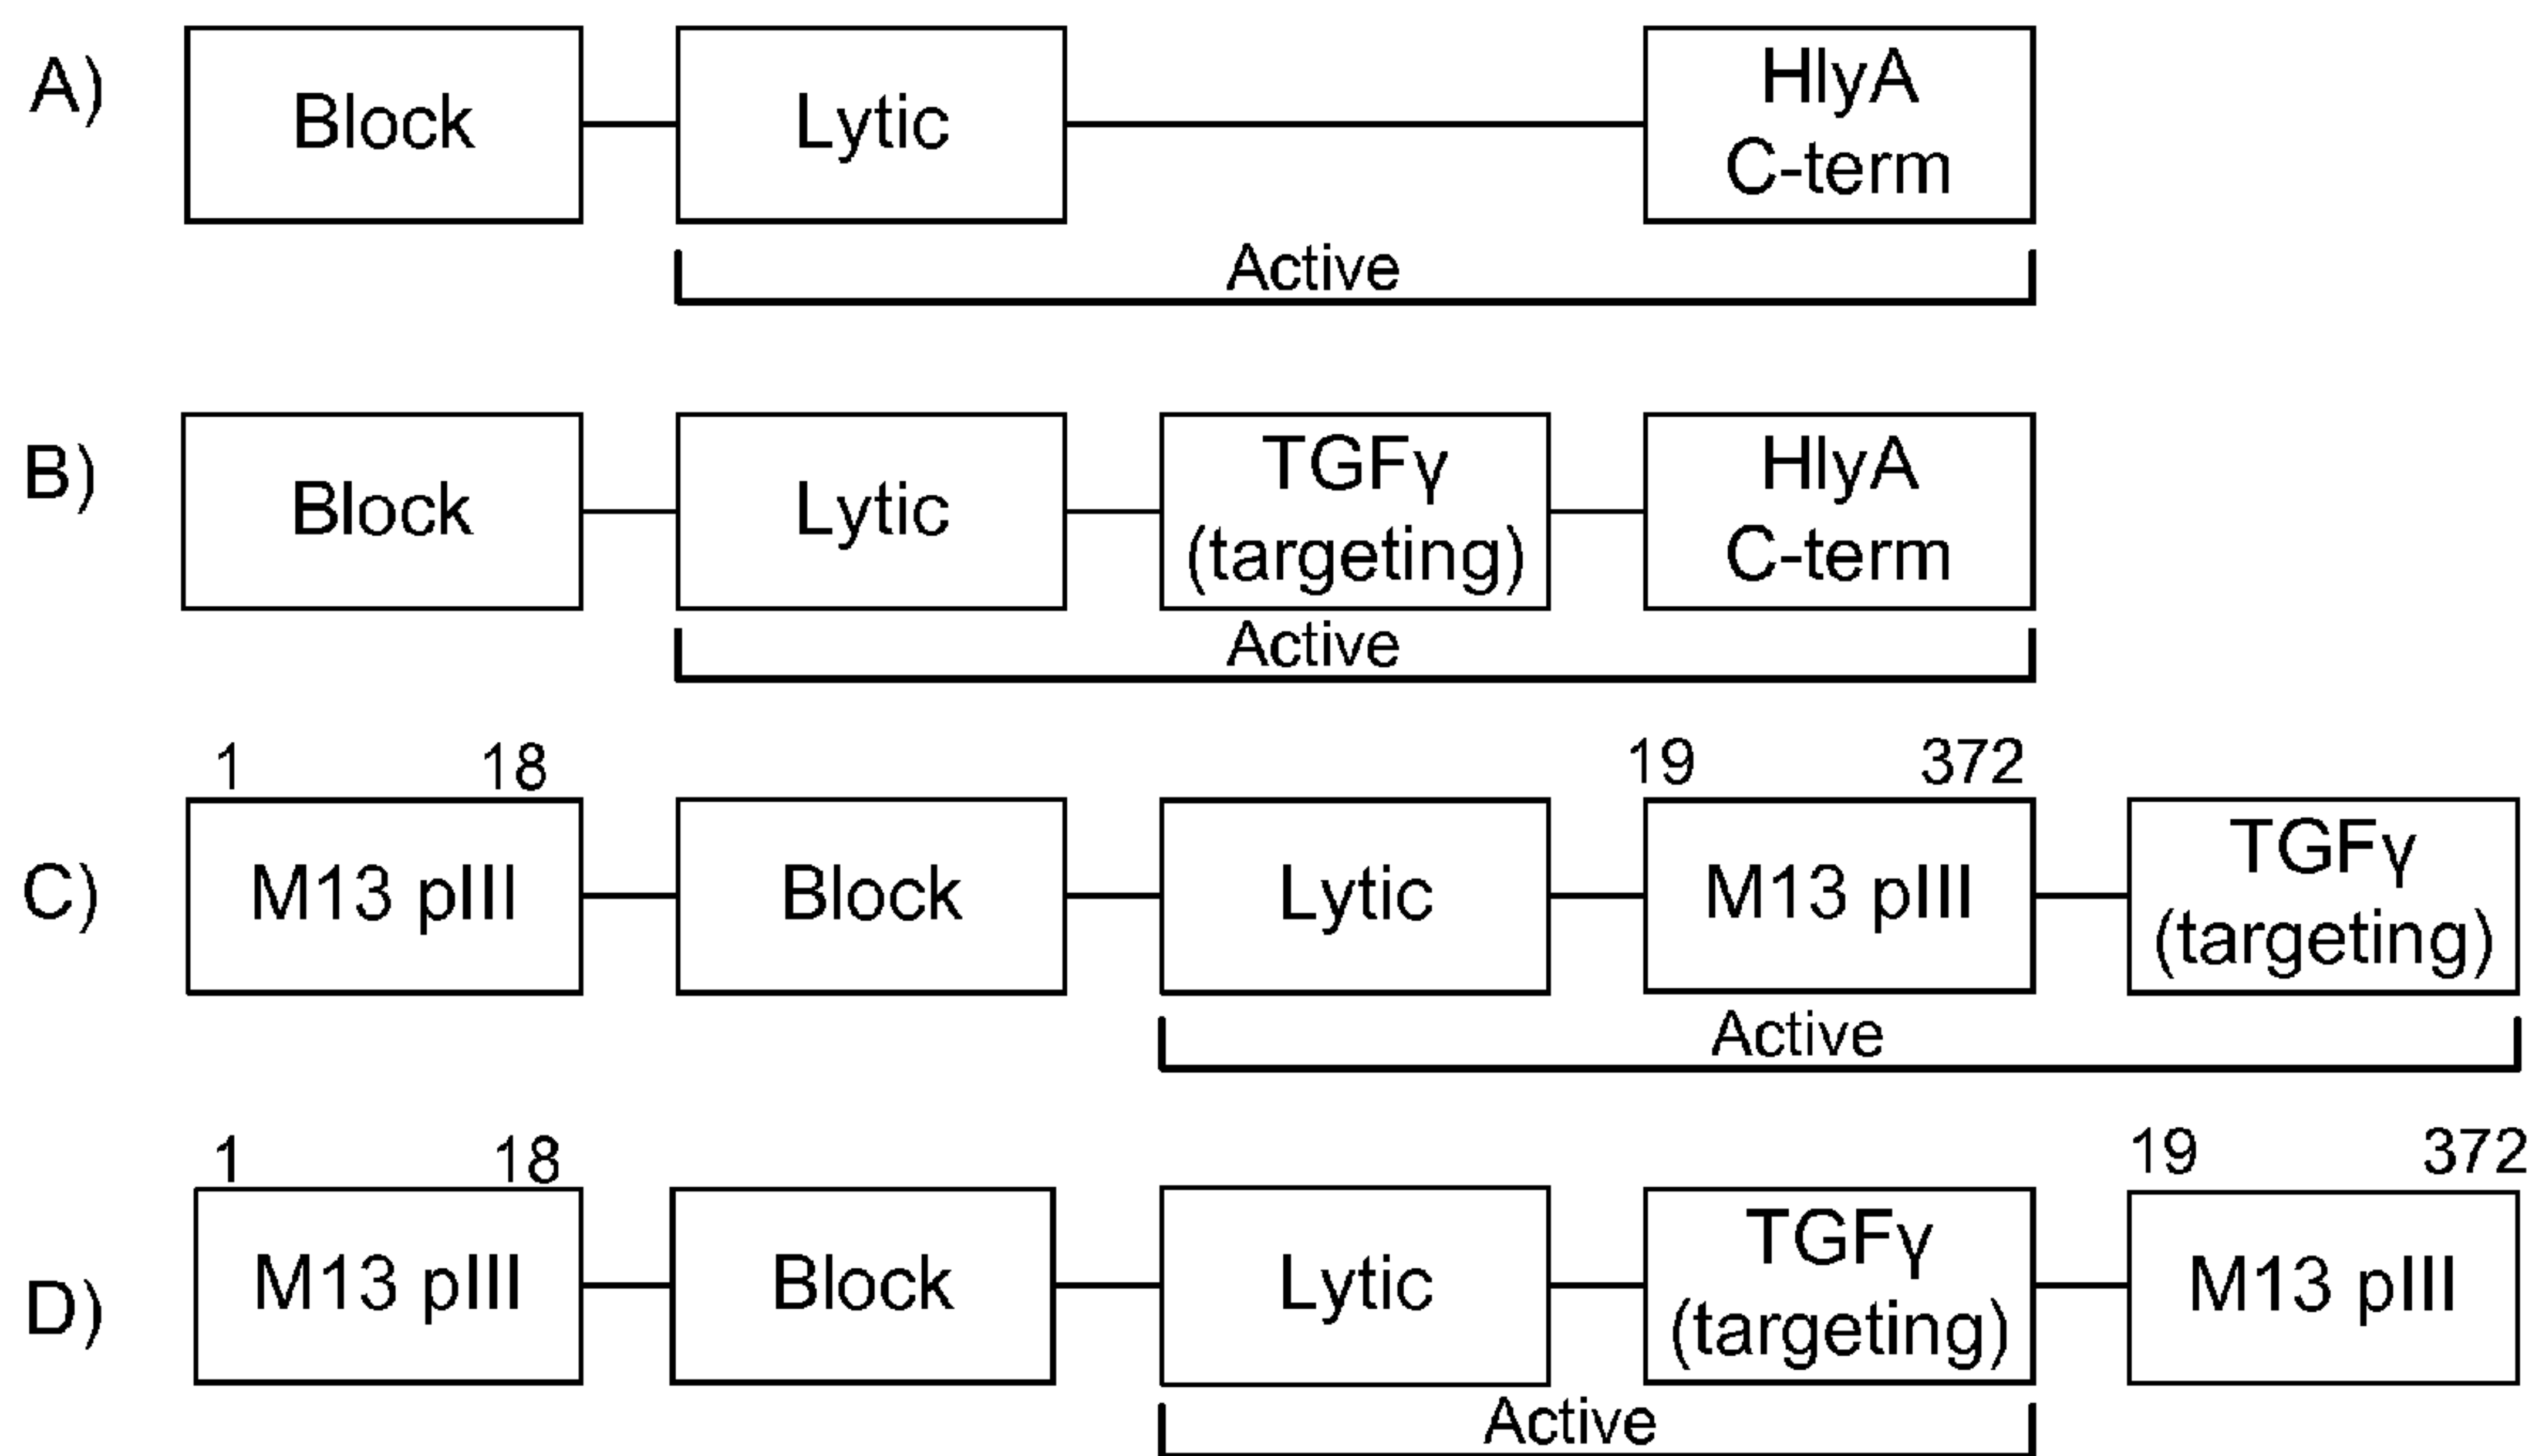 A)
Block
Lytic
HlyA
C-term
Active
B)
Block
Lytic
TGFγ
(targeting)
HlyA
C-term
Active
1 18 19 372
C)
M13 pIII
Block
Lytic
M13 pIII
TGFγ
(targeting)
Active
1 18 19 372
D)
M13 pIII
Block
Lytic
TGFγ
(targeting)
M13 pIII
Active